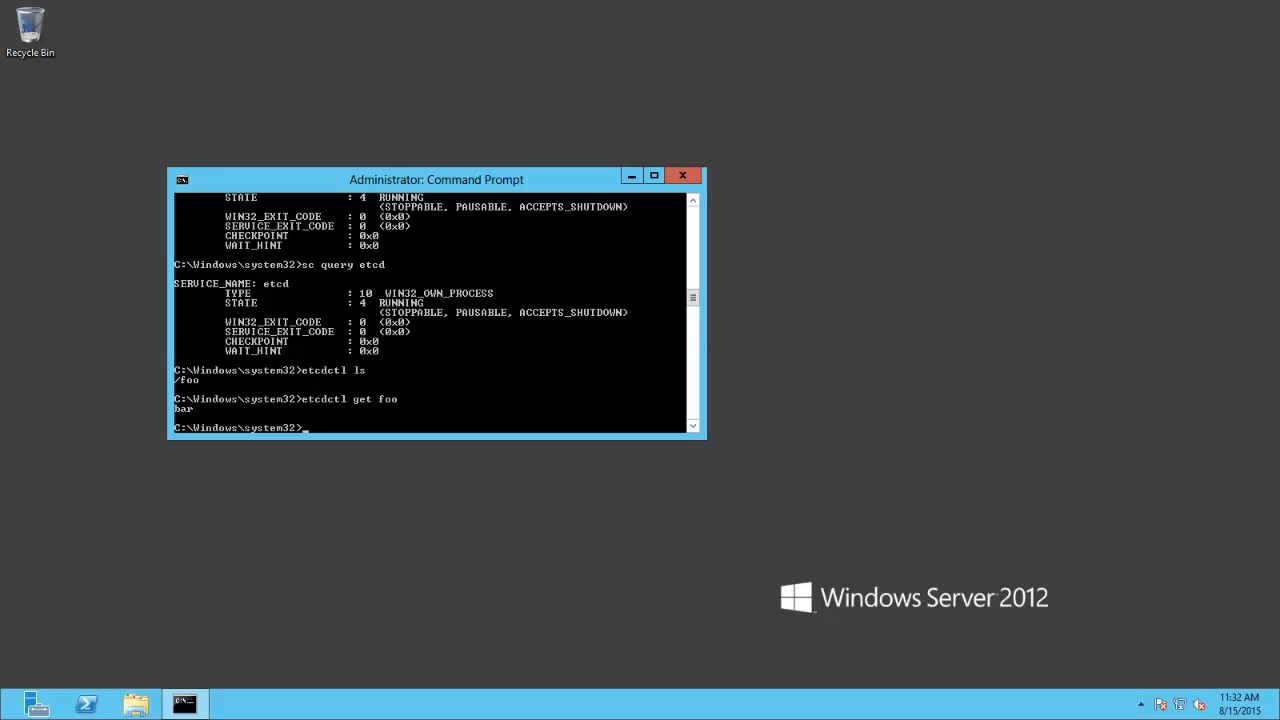 Recycle Bin
Administrator: Command Prompt
STATE : 4 RUNNING
(STOPPABLE, PAUSABLE, ACCEPTS_SHUTDOWN)
WIN32_EXIT_CODE : 0 (0x0)
SERVICE_EXIT_CODE : 0 (0x0)
CHECKPOINT : 0x0
WAIT_HINT : 0x0
C:\Windows\system32>sc query etcd
SERVICE_NAME: etcd
TYPE : 10 WIN32_OWN_PROCESS
STATE : 4 RUNNING
(STOPPABLE, PAUSABLE, ACCEPTS_SHUTDOWN)
WIN32_EXIT_CODE : 0 (0x0)
SERVICE_EXIT_CODE : 0 (0x0)
CHECKPOINT : 0x0
WAIT_HINT : 0x0
C:\Windows\system32>etcdctl ls
/foo
C:\Windows\system32>etcdctl get foo
bar
C:\Windows\system32>_
Windows Server 2012
11:32 AM
8/15/2015